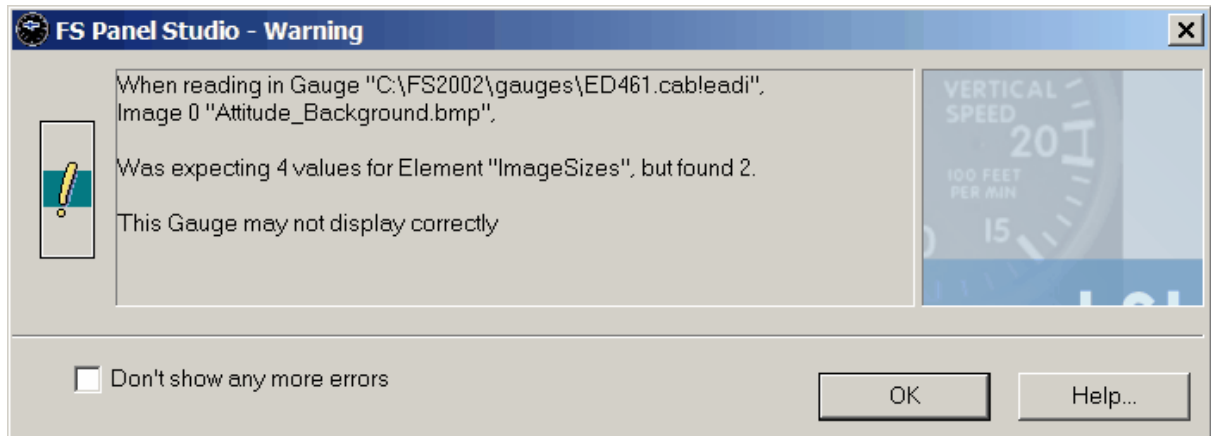 FS Panel Studio - Warning
When reading in Gauge "C:\FS2002\gauges\ED461.cab!eadi",
Image 0 "Attitude_Background.bmp",
Was expecting 4 values for Element "ImageSizes", but found 2.
This Gauge may not display correctly
VERTICAL
SPEED
20
100 FEET
PER MIN
15
Don't show any more errors
OK
Help...